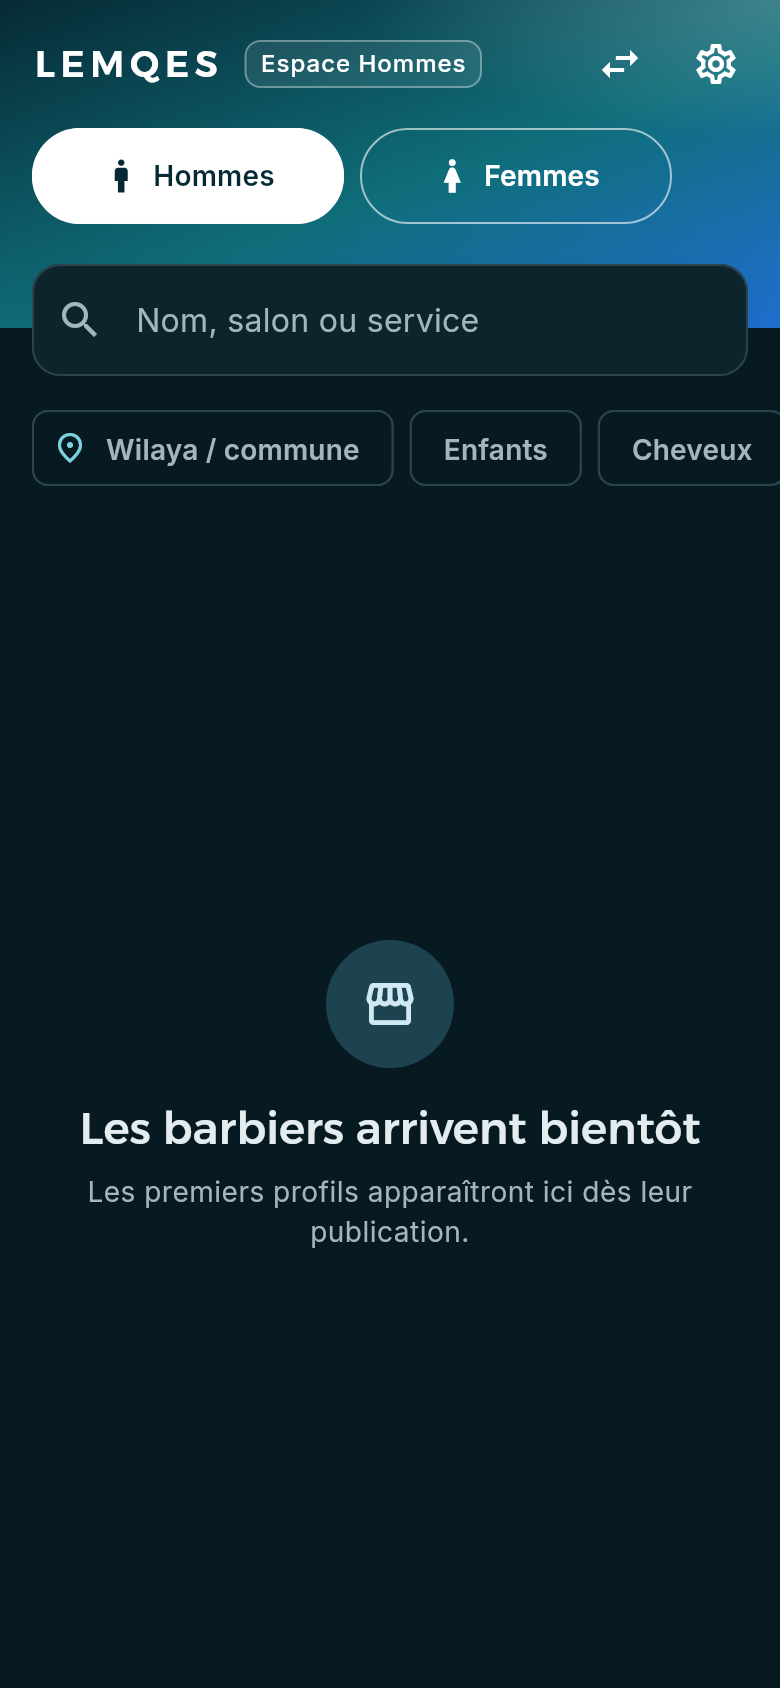 LEMQES
Espace Hommes
Hommes
Femmes
Nom, salon ou service
Wilaya / commune
Enfants
Cheveux
Les barbiers arrivent bientôt
Les premiers profils apparaîtront ici dès leur
publication.